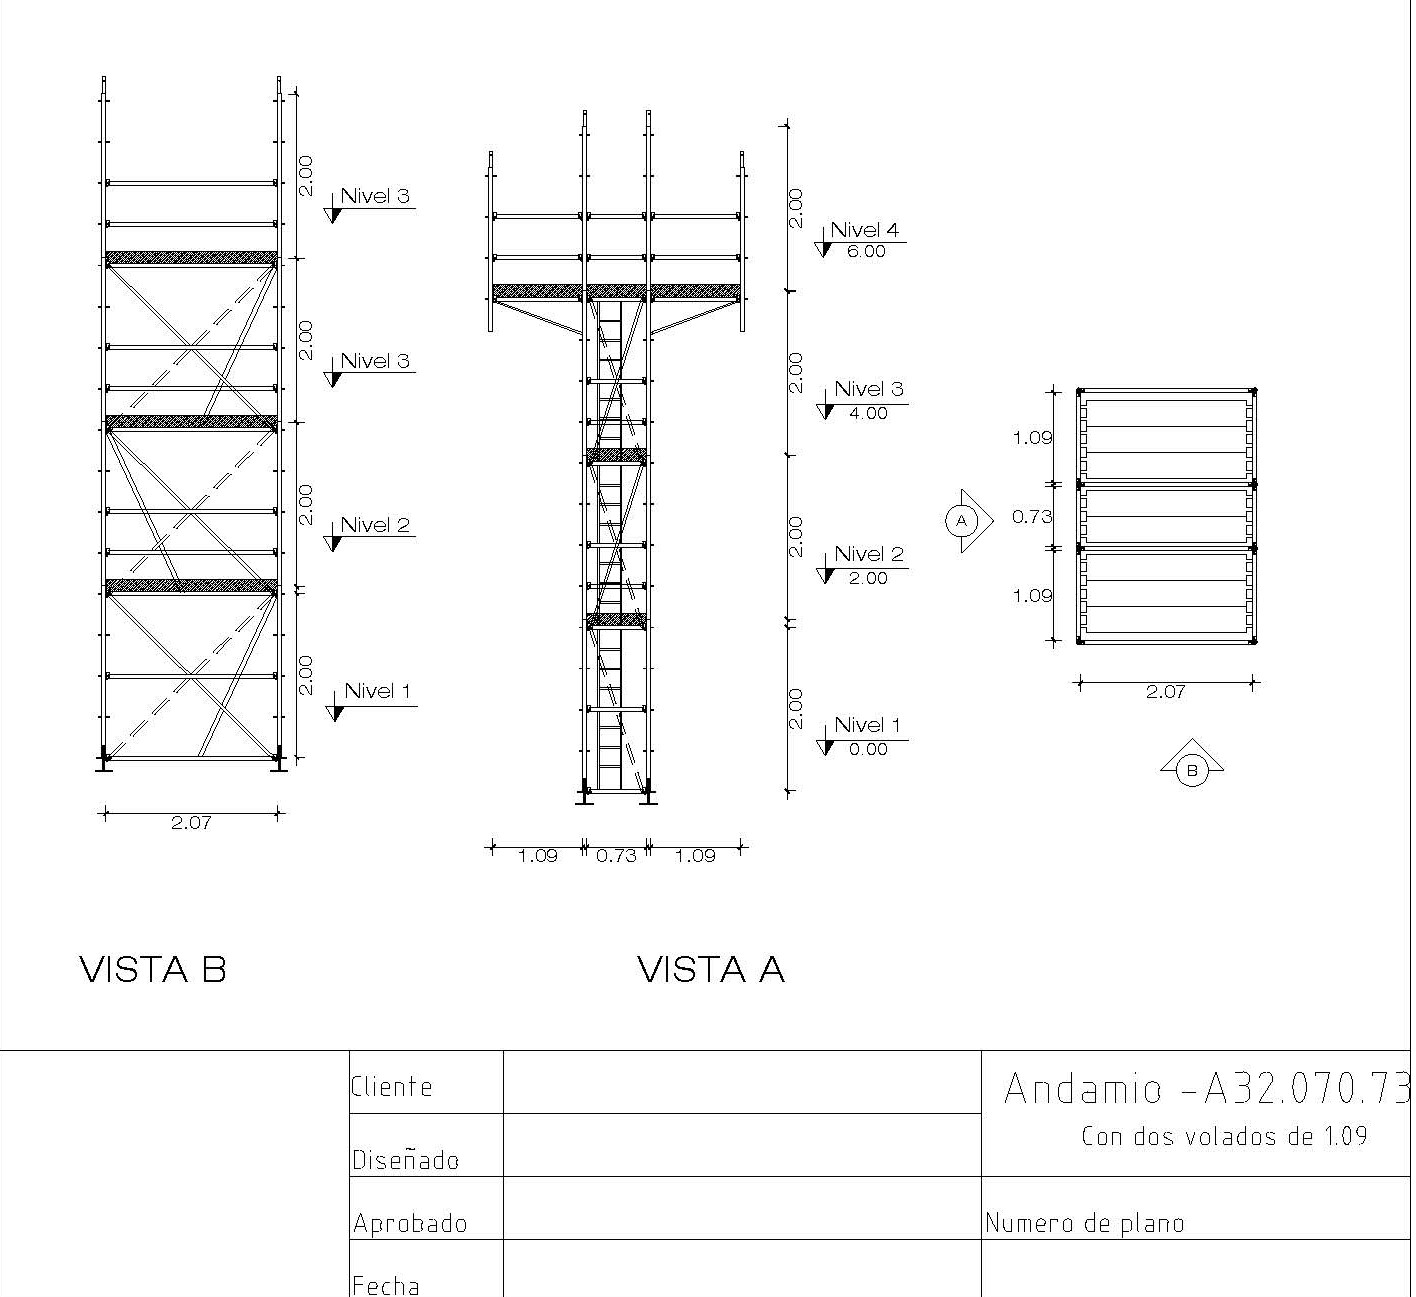 2.00
Nivel 3
2.00
Nivel 3
2.00
Nivel 2
2.00
Nivel 1
2.07
VISTA B
2.00
Nivel 4
6.00
2.00
Nivel 3
4.00
2.00
Nivel 2
2.00
2.00
Nivel 1
0.00
1.09 0.73 1.09
VISTA A
1.09
0.73
1.09
A
2.07
B
Cliente
Diseñado
Aprobado
Fecha
Andamio -A32.070.73
Con dos volados de 1.09
Numero de plano